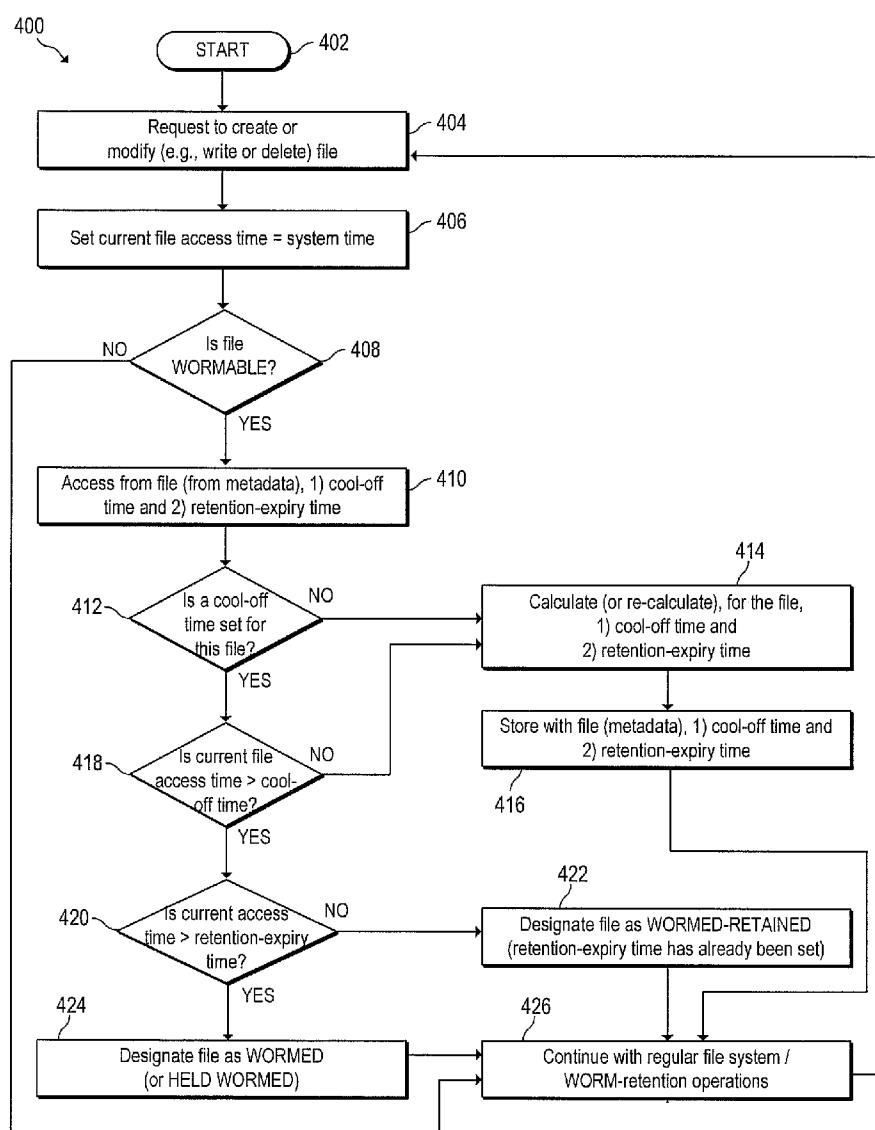 400
START
402
Request to create or
modify (e.g., write or delete) file
404
Set current file access time = system time
406
Is file
WORMABLE?
408
NO
YES
Access from file (from metadata), 1) cool-off
time and 2) retention-expiry time
410
412
Is a cool-off
time set for
this file?
NO
YES
414
Calculate (or re-calculate), for the file,
1) cool-off time and
2) retention-expiry time
Store with file (metadata), 1) cool-off time and
2) retention-expiry time
416
418
Is current file
access time > cool-
off time?
NO
YES
420
Is current access
time > retention-expiry
time?
NO
YES
422
Designate file as WORMED-RETAINED
(retention-expiry time has already been set)
424
Designate file as WORMED
(or HELD WORMED)
426
Continue with regular file system /
WORM-retention operations